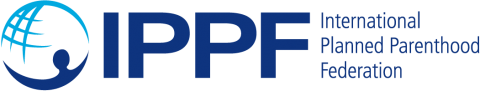 IPPF
International
Planned Parenthood
Federation